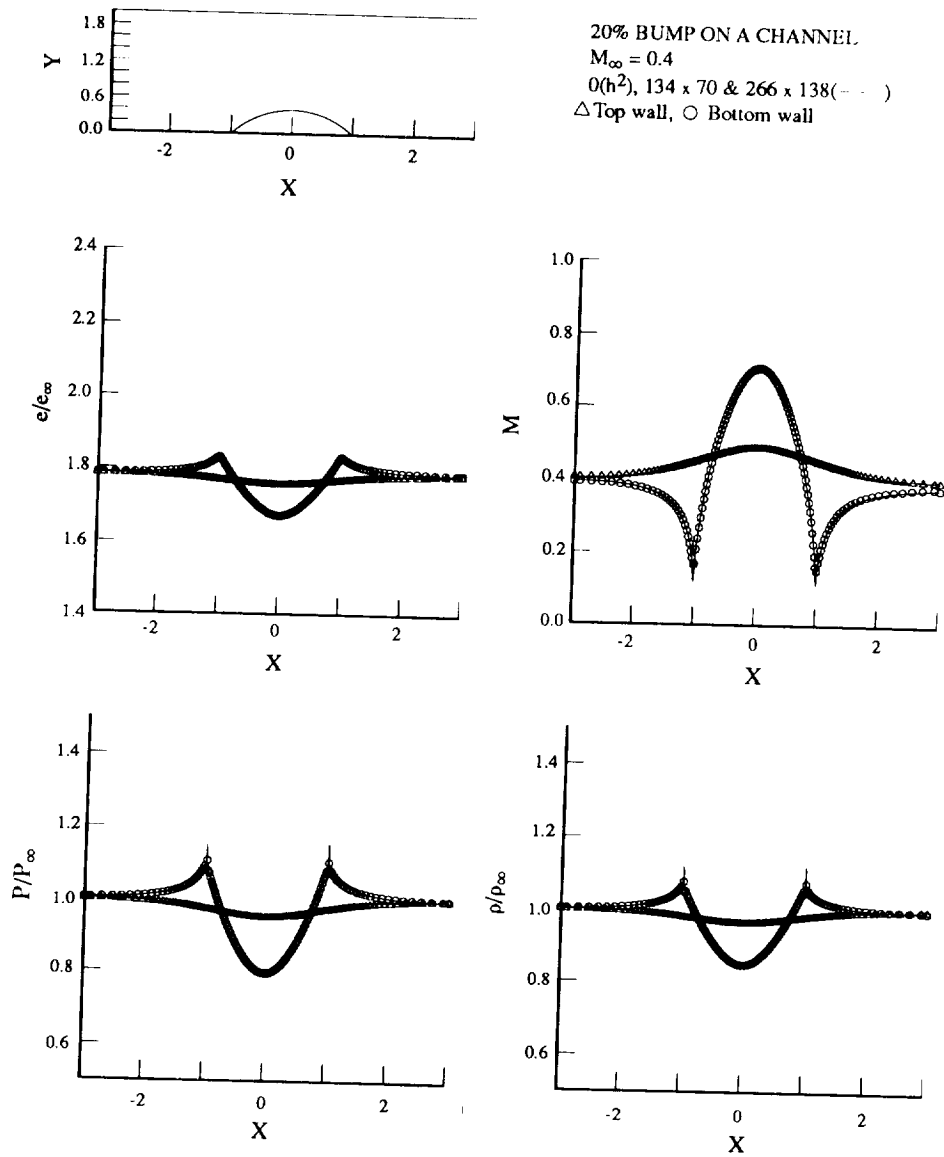 20% BUMP ON A CHANNEL
M∞ = 0.4
0(h²), 134 x 70 & 266 x 138(-- )
△ Top wall, ○ Bottom wall
1.8
1.2
0.6
0.0
Y
-2
0
2
X
2.4
2.2
2.0
1.8
1.6
1.4
e/e∞
-2
0
2
X
1.0
0.8
0.6
0.4
0.2
0.0
M
-2
0
2
X
1.4
1.2
1.0
0.8
0.6
P/P∞
-2
0
2
X
1.4
1.2
1.0
0.8
0.6
ρ/ρ∞
-2
0
2
X